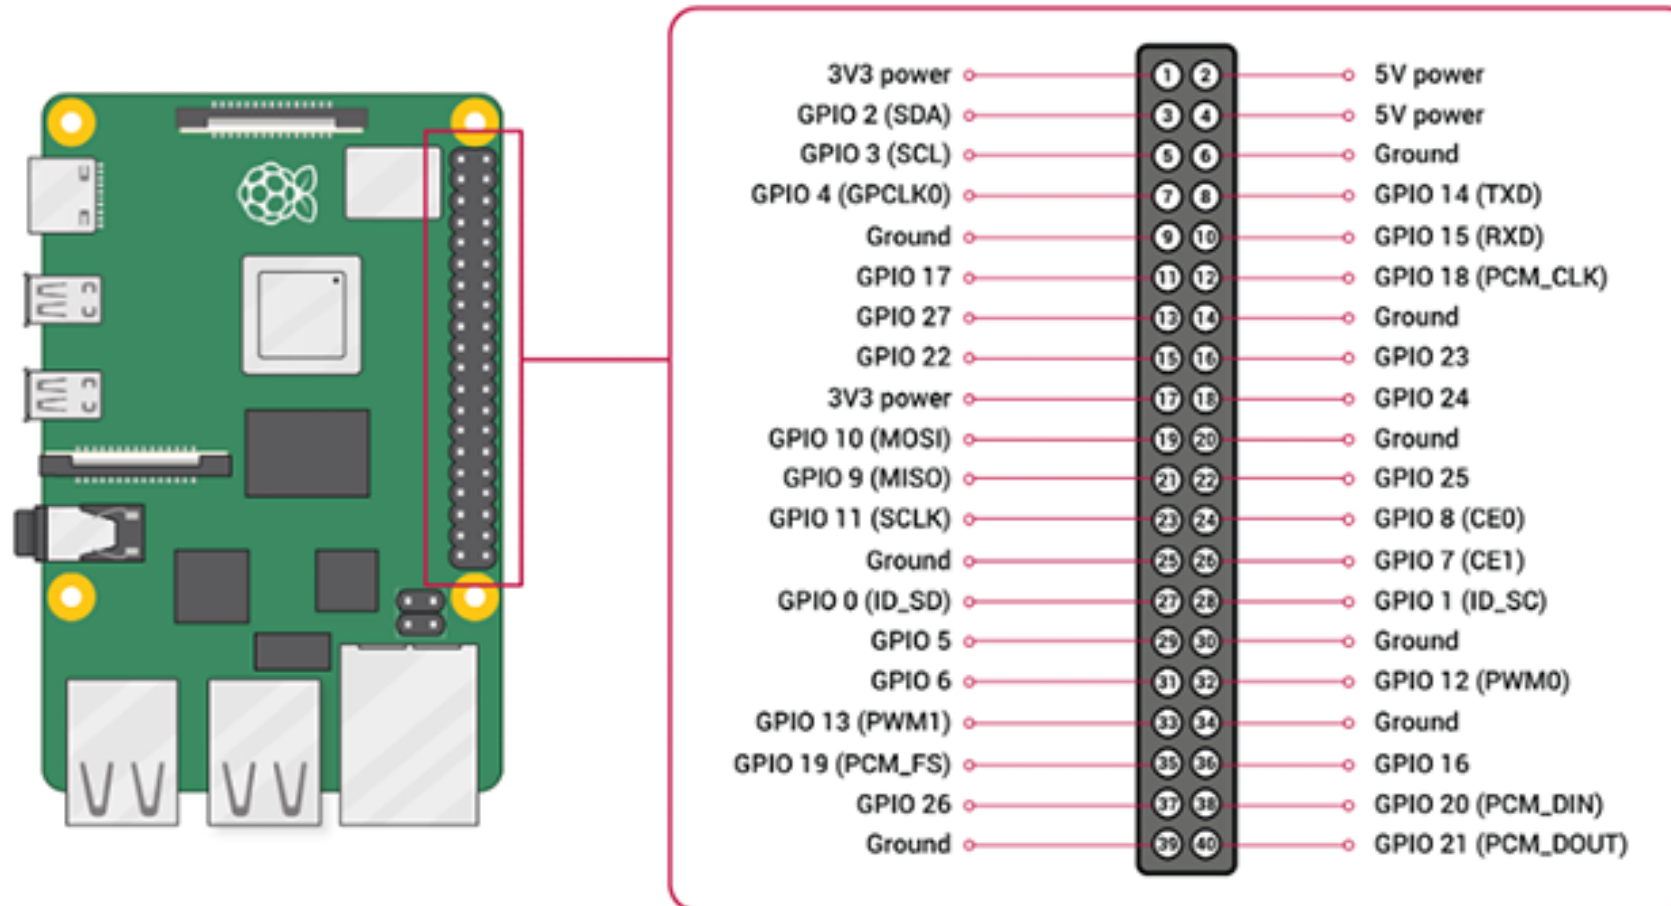 3V3 power 1 2 5V power
GPIO 2 (SDA) 3 4 5V power
GPIO 3 (SCL) 5 6 Ground
GPIO 4 (GPCLK0) 7 8 GPIO 14 (TXD)
Ground 9 10 GPIO 15 (RXD)
GPIO 17 11 12 GPIO 18 (PCM_CLK)
GPIO 27 13 14 Ground
GPIO 22 15 16 GPIO 23
3V3 power 17 18 GPIO 24
GPIO 10 (MOSI) 19 20 Ground
GPIO 9 (MISO) 21 22 GPIO 25
GPIO 11 (SCLK) 23 24 GPIO 8 (CE0)
Ground 25 26 GPIO 7 (CE1)
GPIO 0 (ID_SD) 27 28 GPIO 1 (ID_SC)
GPIO 5 29 30 Ground
GPIO 6 31 32 GPIO 12 (PWM0)
GPIO 13 (PWM1) 33 34 Ground
GPIO 19 (PCM_FS) 35 36 GPIO 16
GPIO 26 37 38 GPIO 20 (PCM_DIN)
Ground 39 40 GPIO 21 (PCM_DOUT)